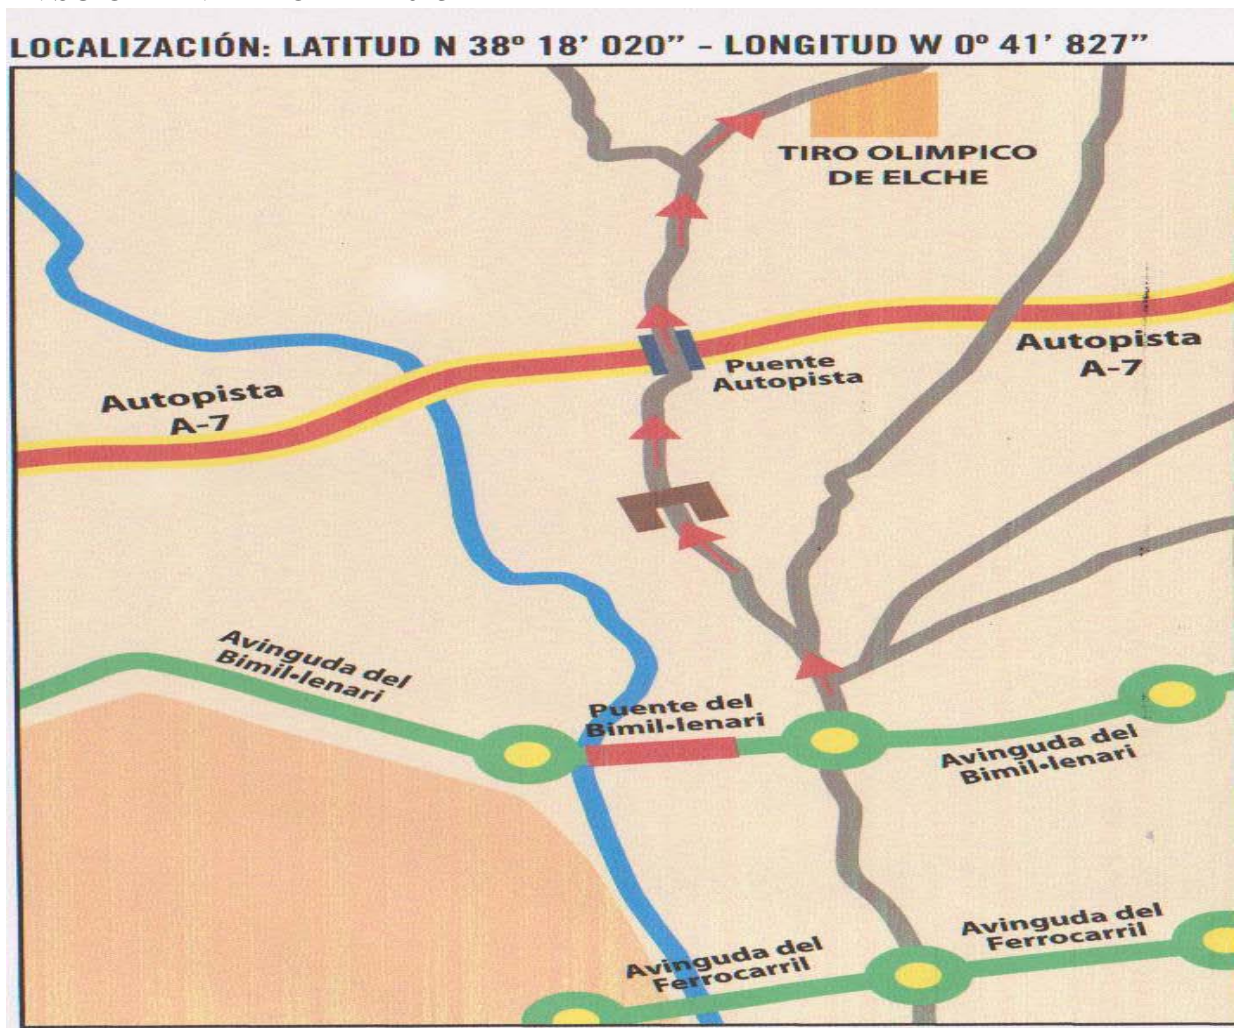 LOCALIZACIÓN: LATITUD N 38º 18’ 020” – LONGITUD W 0º 41’ 827”
TIRO OLIMPICO
DE ELCHE
Autopista
A-7
Puente
Autopista
Autopista
A-7
Avinguda del
Bimil•lenari
Puente del
Bimil•lenari
Avinguda del
Bimil•lenari
Avinguda del
Ferrocarril
Avinguda del
Ferrocarril